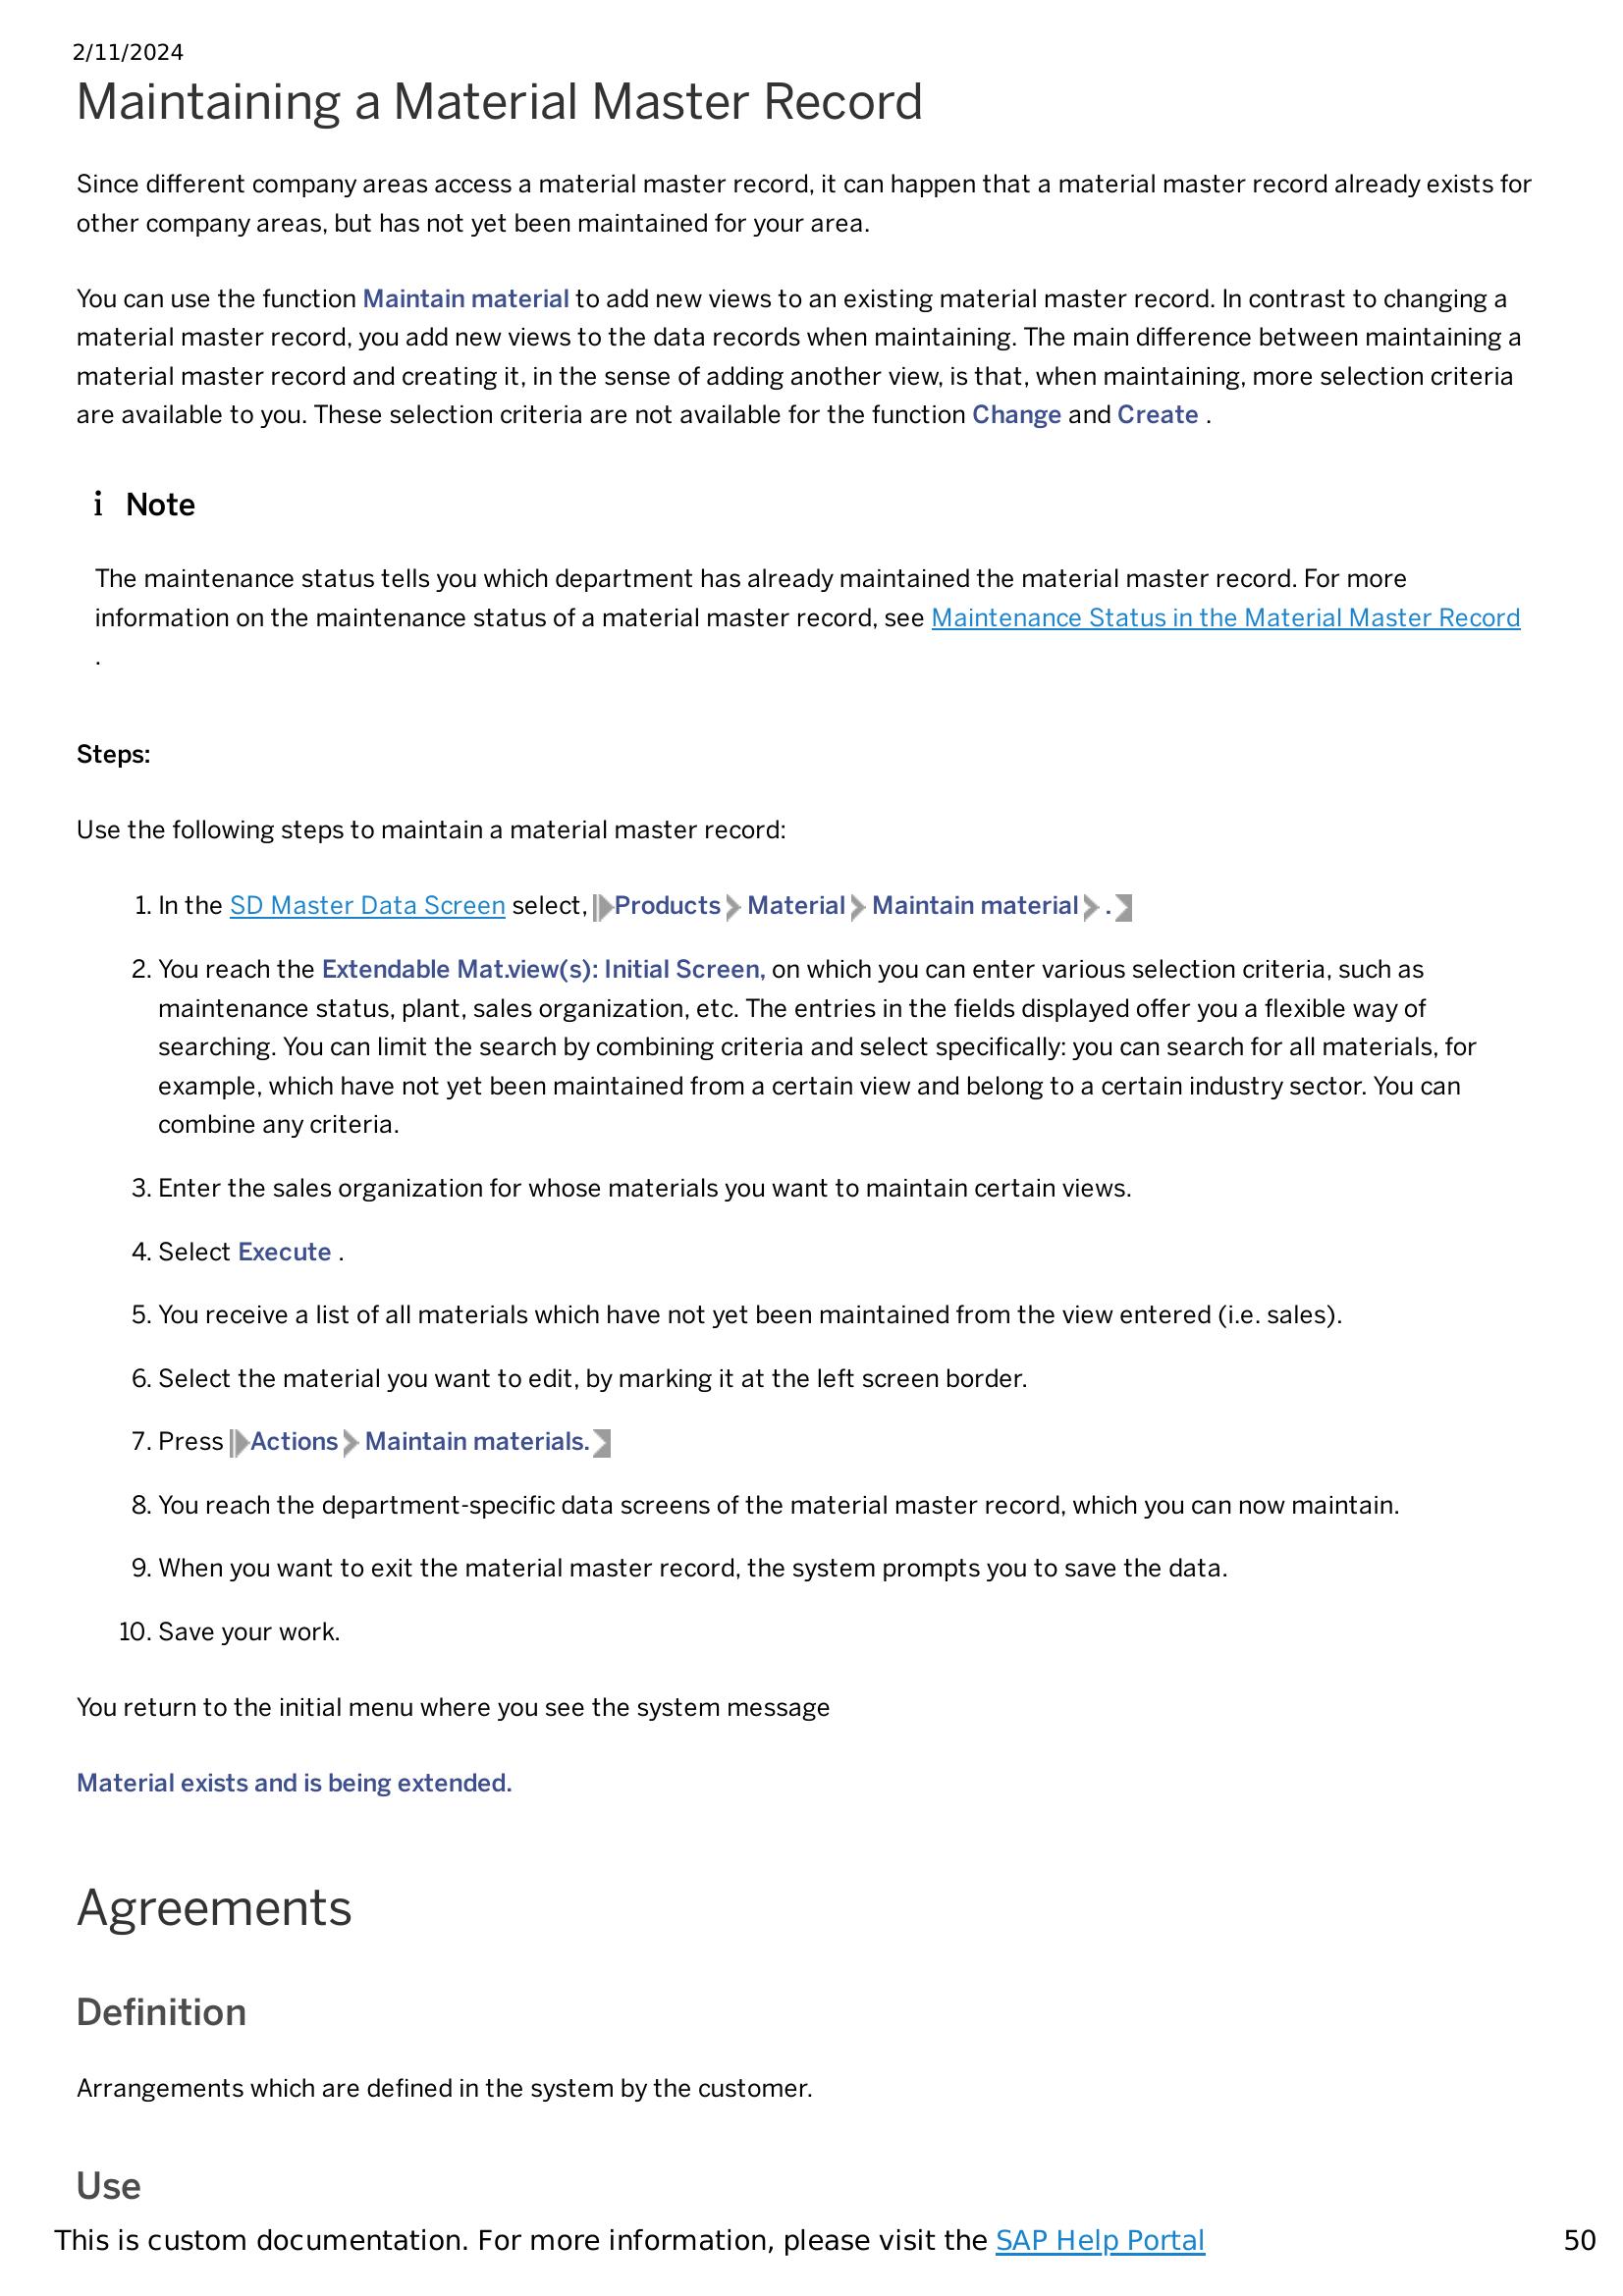 2/11/2024
Maintaining a Material Master Record
Since different company areas access a material master record, it can happen that a material master record already exists for
other company areas, but has not yet been maintained for your area.
You can use the function Maintain material to add new views to an existing material master record. In contrast to changing a
material master record, you add new views to the data records when maintaining. The main difference between maintaining a
material master record and creating it, in the sense of adding another view, is that, when maintaining, more selection criteria
are available to you. These selection criteria are not available for the function Change and Create .
i Note
The maintenance status tells you which department has already maintained the material master record. For more
information on the maintenance status of a material master record, see Maintenance Status in the Material Master Record
.
Steps:
Use the following steps to maintain a material master record:
1. In the SD Master Data Screen select, Products Material Maintain material .
2. You reach the Extendable Mat.view(s): Initial Screen, on which you can enter various selection criteria, such as
maintenance status, plant, sales organization, etc. The entries in the fields displayed offer you a flexible way of
searching. You can limit the search by combining criteria and select specifically: you can search for all materials, for
example, which have not yet been maintained from a certain view and belong to a certain industry sector. You can
combine any criteria.
3. Enter the sales organization for whose materials you want to maintain certain views.
4. Select Execute .
5. You receive a list of all materials which have not yet been maintained from the view entered (i.e. sales).
6. Select the material you want to edit, by marking it at the left screen border.
7. Press Actions Maintain materials.
8. You reach the department-specific data screens of the material master record, which you can now maintain.
9. When you want to exit the material master record, the system prompts you to save the data.
10. Save your work.
You return to the initial menu where you see the system message
Material exists and is being extended.
Agreements
Definition
Arrangements which are defined in the system by the customer.
Use
This is custom documentation. For more information, please visit the SAP Help Portal 50